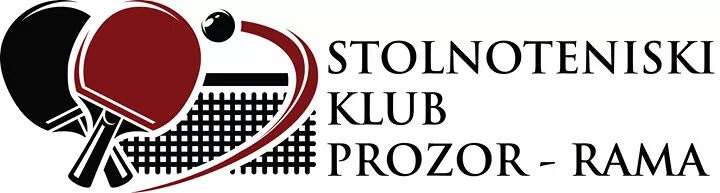 STOLNOTENISKI
KLUB
PROZOR - RAMA